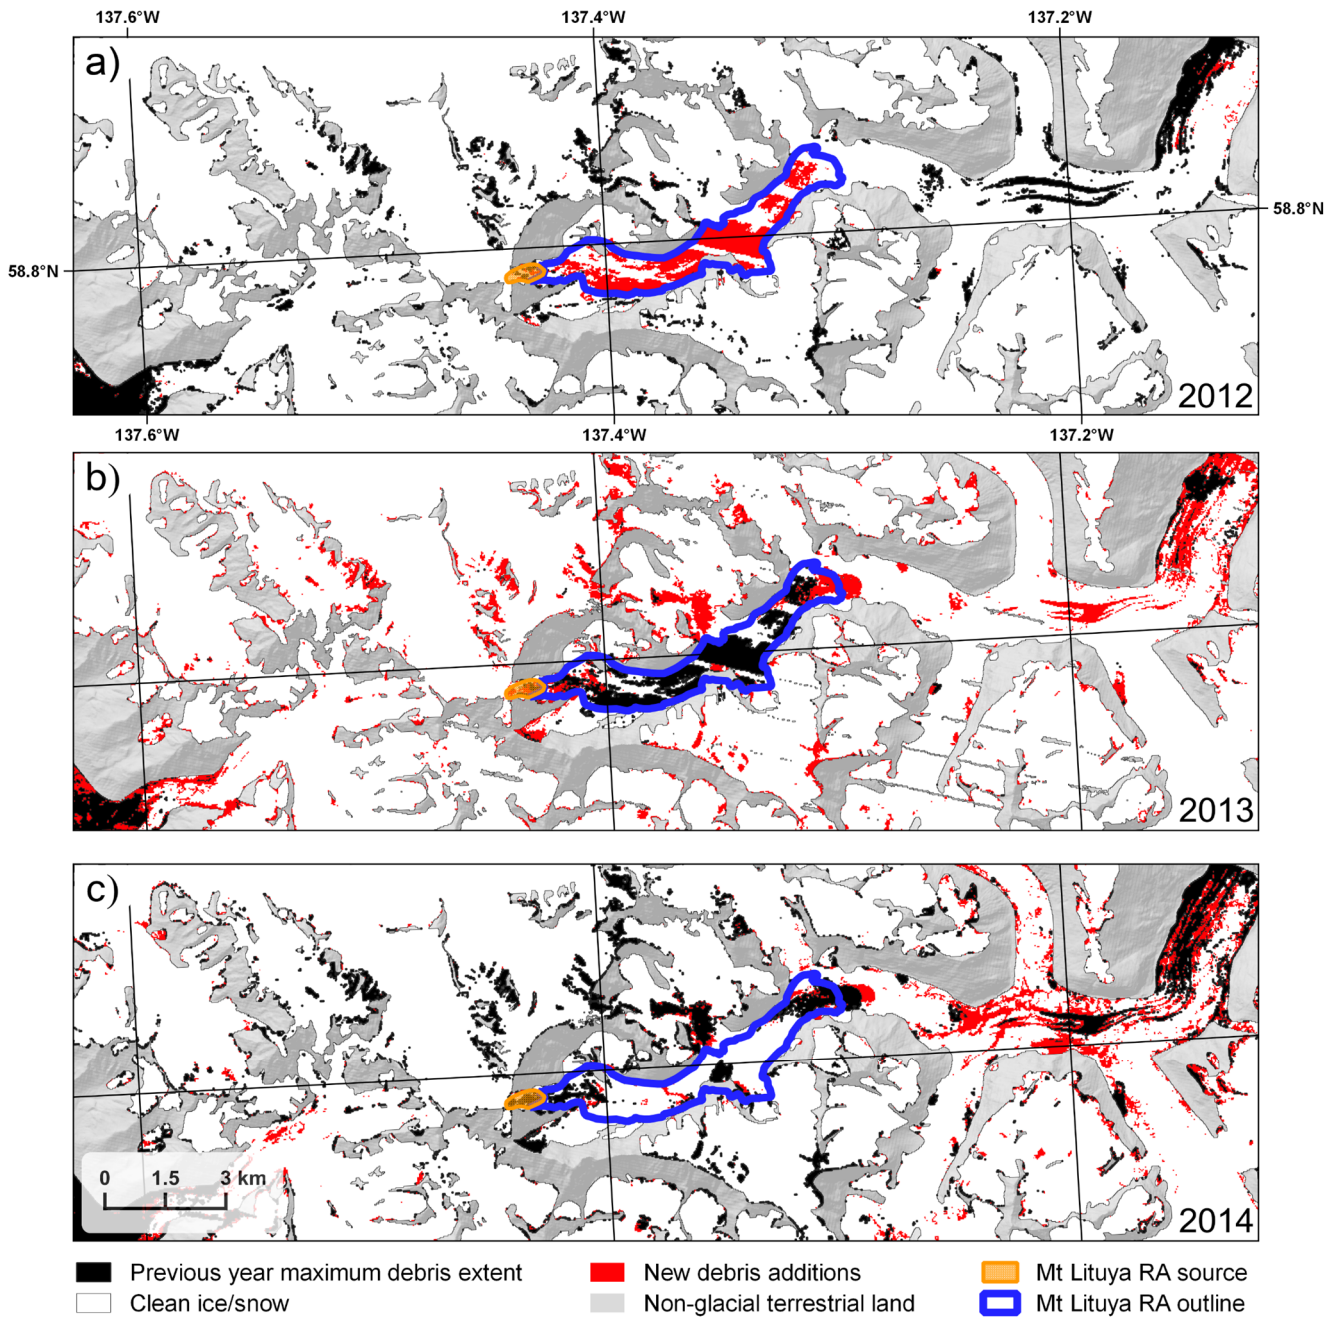 137.6°W 137.4°W 137.2°W
a)
58.8°N
58.8°N
2012
137.6°W 137.4°W 137.2°W
b)
2013
c)
0 1.5 3 km
2014
Previous year maximum debris extent New debris additions Mt Lituya RA source
Clean ice/snow Non-glacial terrestrial land Mt Lituya RA outline